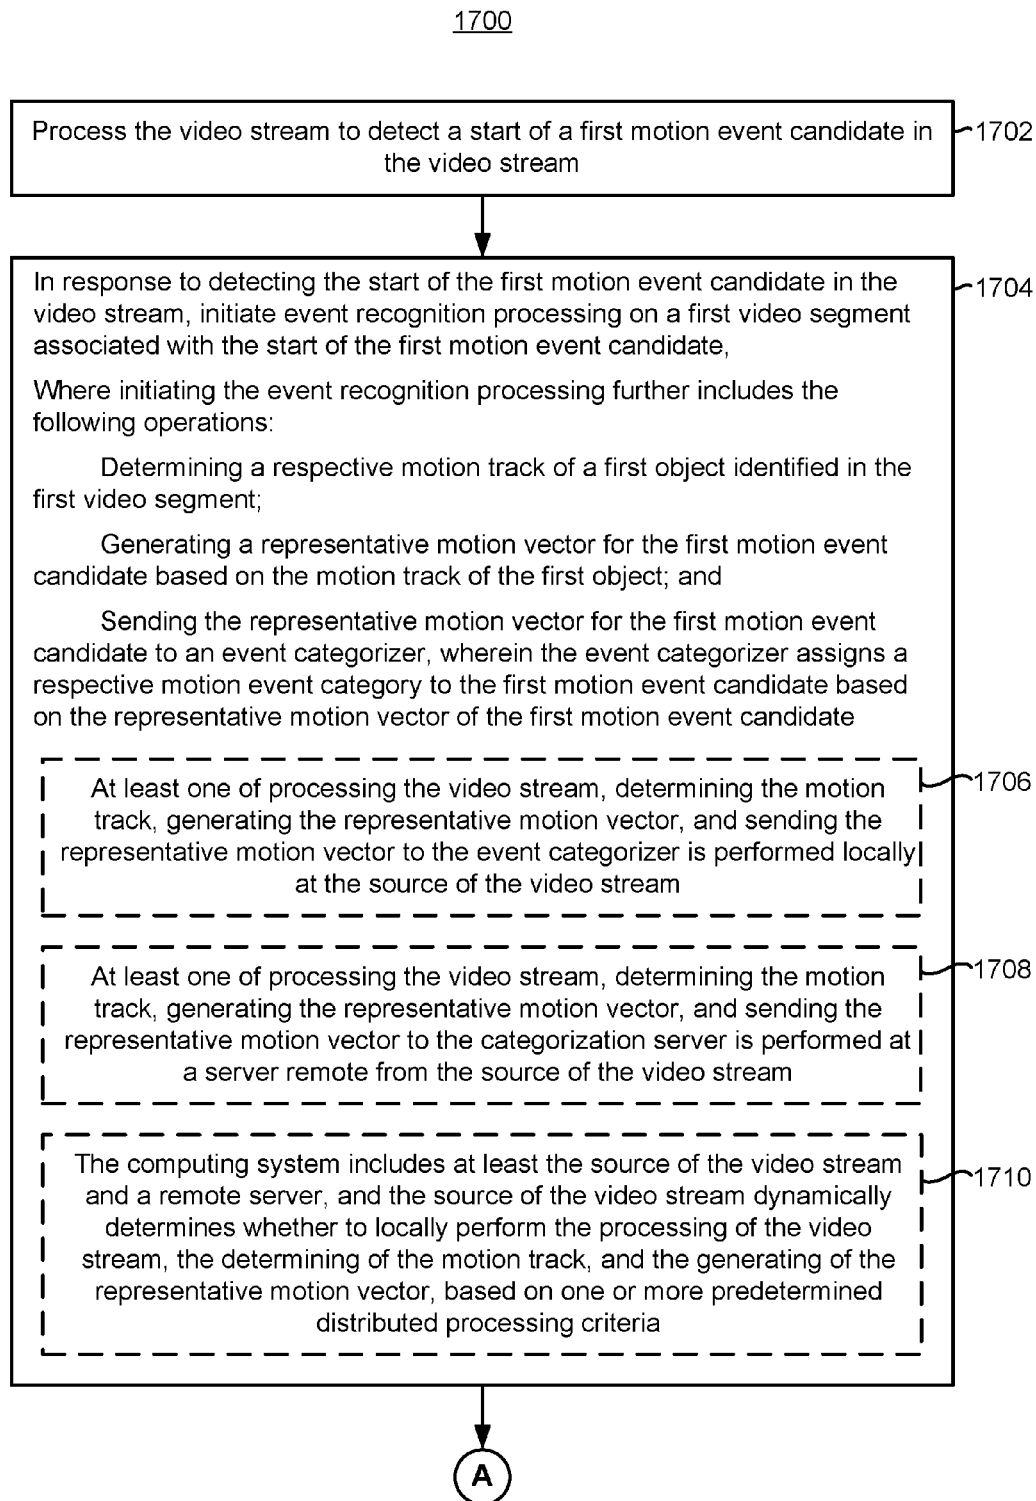 1700
Process the video stream to detect a start of a first motion event candidate in
the video stream
1702
In response to detecting the start of the first motion event candidate in the
video stream, initiate event recognition processing on a first video segment
associated with the start of the first motion event candidate,
1704
Where initiating the event recognition processing further includes the
following operations:
Determining a respective motion track of a first object identified in the
first video segment;
Generating a representative motion vector for the first motion event
candidate based on the motion track of the first object; and
Sending the representative motion vector for the first motion event
candidate to an event categorizer, wherein the event categorizer assigns a
respective motion event category to the first motion event candidate based
on the representative motion vector of the first motion event candidate
1706
At least one of processing the video stream, determining the motion
track, generating the representative motion vector, and sending the
representative motion vector to the event categorizer is performed locally
at the source of the video stream
1708
At least one of processing the video stream, determining the motion
track, generating the representative motion vector, and sending the
representative motion vector to the categorization server is performed at
a server remote from the source of the video stream
1710
The computing system includes at least the source of the video stream
and a remote server, and the source of the video stream dynamically
determines whether to locally perform the processing of the video
stream, the determining of the motion track, and the generating of the
representative motion vector, based on one or more predetermined
distributed processing criteria
A